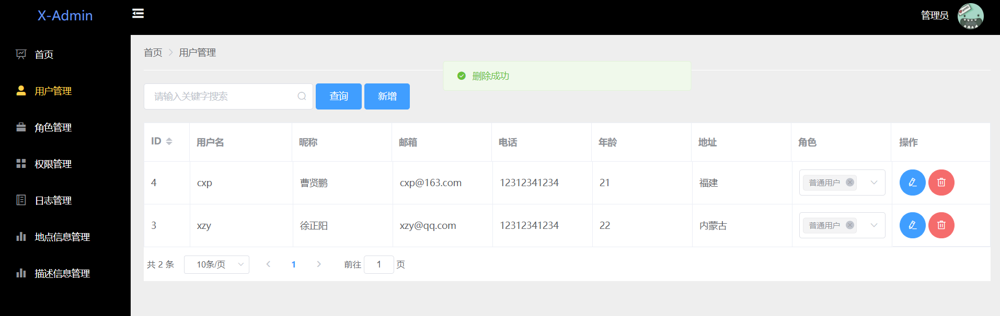 X-Admin
管理员
首页
用户管理
角色管理
权限管理
日志管理
地点信息管理
描述信息管理
首页 用户管理
删除成功
请输入关键字搜索 查询 新增
ID 用户名 昵称 邮箱 电话 年龄 地址 角色 操作
4 cxp 曹贤鹏 cxp@163.com 12312341234 21 福建 普通用户
3 xzy 徐正阳 xzy@qq.com 12312341234 22 内蒙古 普通用户
共 2 条 10条/页 1 前往 1 页